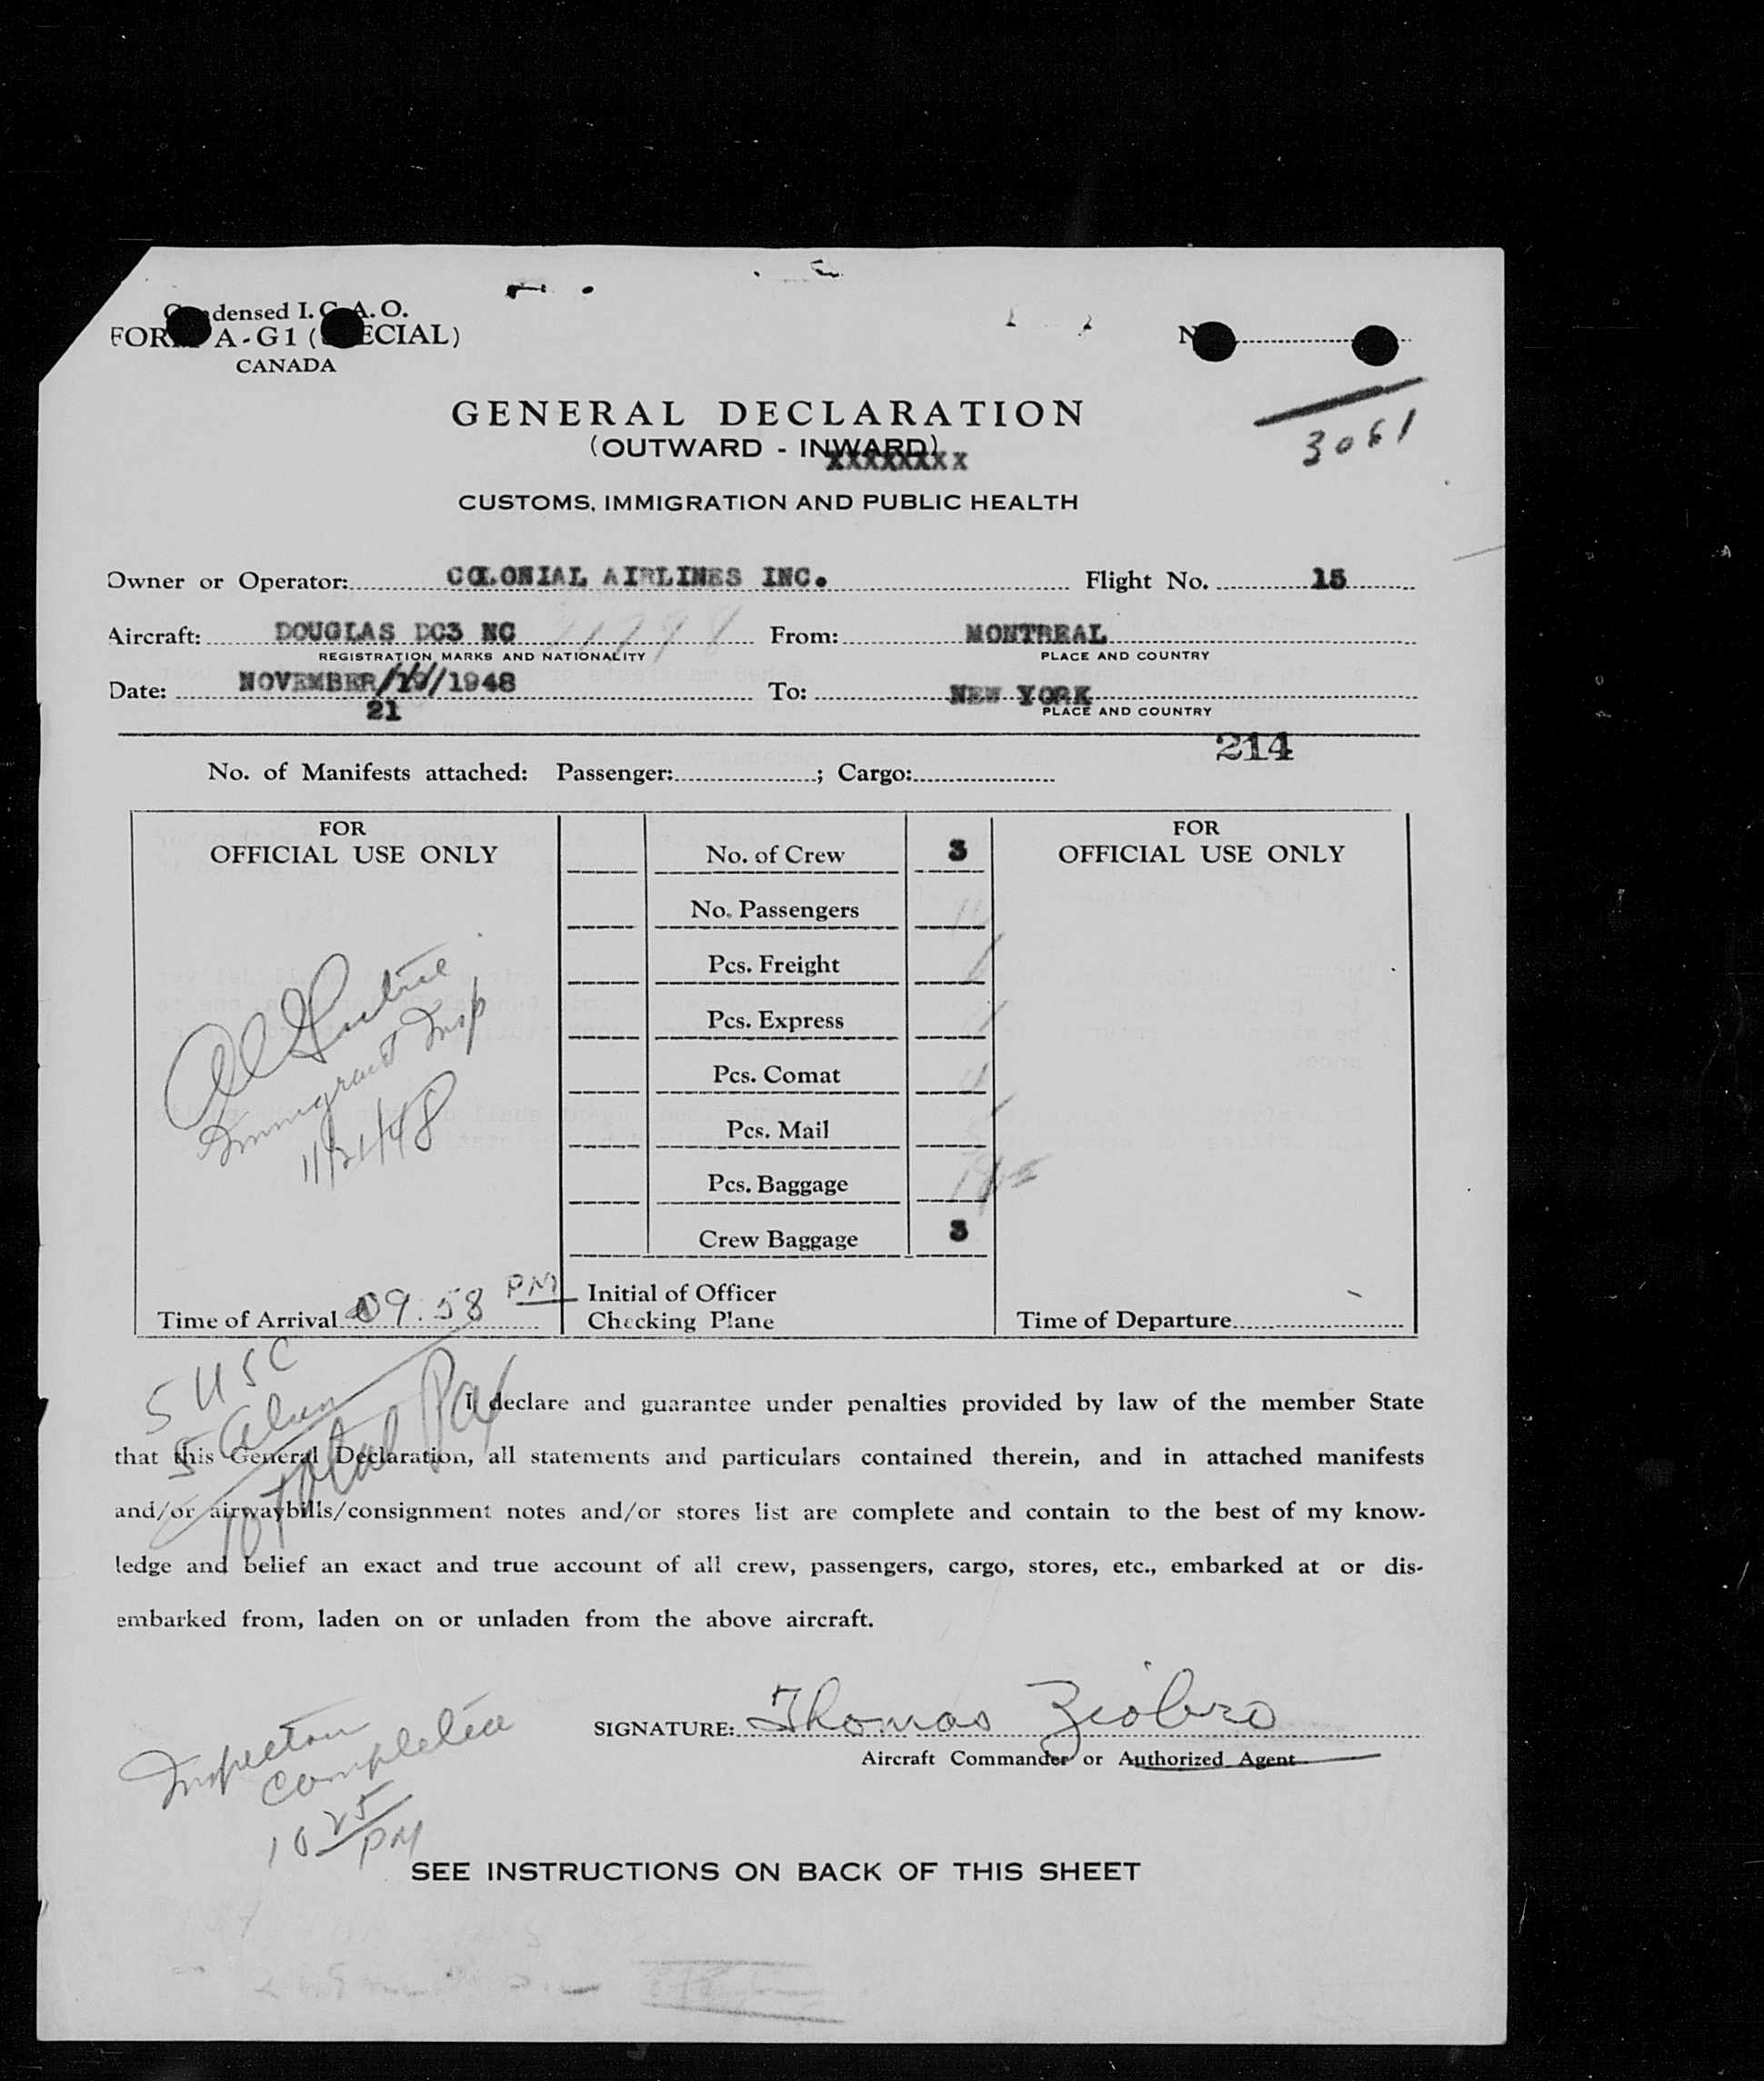 Condensed I. C. A. O.
FORM A-G1 (SPECIAL)
CANADA
3061
GENERAL DECLARATION
(OUTWARD - INWARD)
XXXXXXXX
CUSTOMS, IMMIGRATION AND PUBLIC HEALTH
Owner or Operator: COLONIAL AIRLINES INC. Flight No. 15
Aircraft: DOUGLAS DC3 NC 21798 From: MONTREAL
REGISTRATION MARKS AND NATIONALITY PLACE AND COUNTRY
Date: NOVEMBER/19/1948 To: NEW YORK
21 PLACE AND COUNTRY
214
No. of Manifests attached: Passenger: ; Cargo:
FOR
OFFICIAL USE ONLY
Immigrant Insp
11/21/48
Time of Arrival 09.58 PM
No. of Crew 3
No. Passengers
Pcs. Freight
Pcs. Express
Pcs. Comat
Pcs. Mail
Pcs. Baggage
Crew Baggage 3
Initial of Officer
Checking Plane
FOR
OFFICIAL USE ONLY
Time of Departure
5 USC
5 alien
10 Total Pax
I declare and guarantee under penalties provided by law of the member State
that this General Declaration, all statements and particulars contained therein, and in attached manifests
and/or airwaybills/consignment notes and/or stores list are complete and contain to the best of my know-
ledge and belief an exact and true account of all crew, passengers, cargo, stores, etc., embarked at or dis-
embarked from, laden on or unladen from the above aircraft.
SIGNATURE: Thomas Ziobro
Aircraft Commander or Authorized Agent
Inspection
completed
10 25
PM
SEE INSTRUCTIONS ON BACK OF THIS SHEET